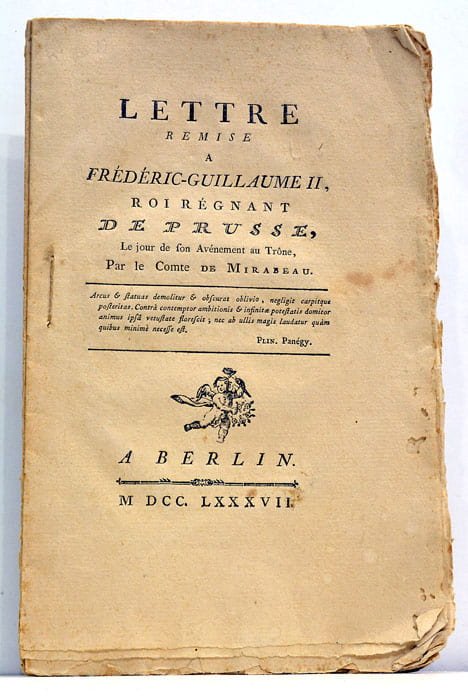 LETTRE
REMISE
A
FRÉDÉRIC-GUILLAUME II,
ROI RÉGNANT
DE PRUSSE,
Le jour de ſon Avénement au Trône,
Par le Comte DE MIRABEAU.
Arcus & ſtatuas demolitur & obſcurat oblivio, negligit carpitque
poſteritas. Contrà contemptor ambitionis & infinitæ poteſtatis domitor
animus ipſâ vetuſtate floreſcit; nec ab ullis magis laudatur quàm
quibus minimè neceſſe eſt.
PLIN. Panégy.
A BERLIN.
M DCC. LXXXVII.